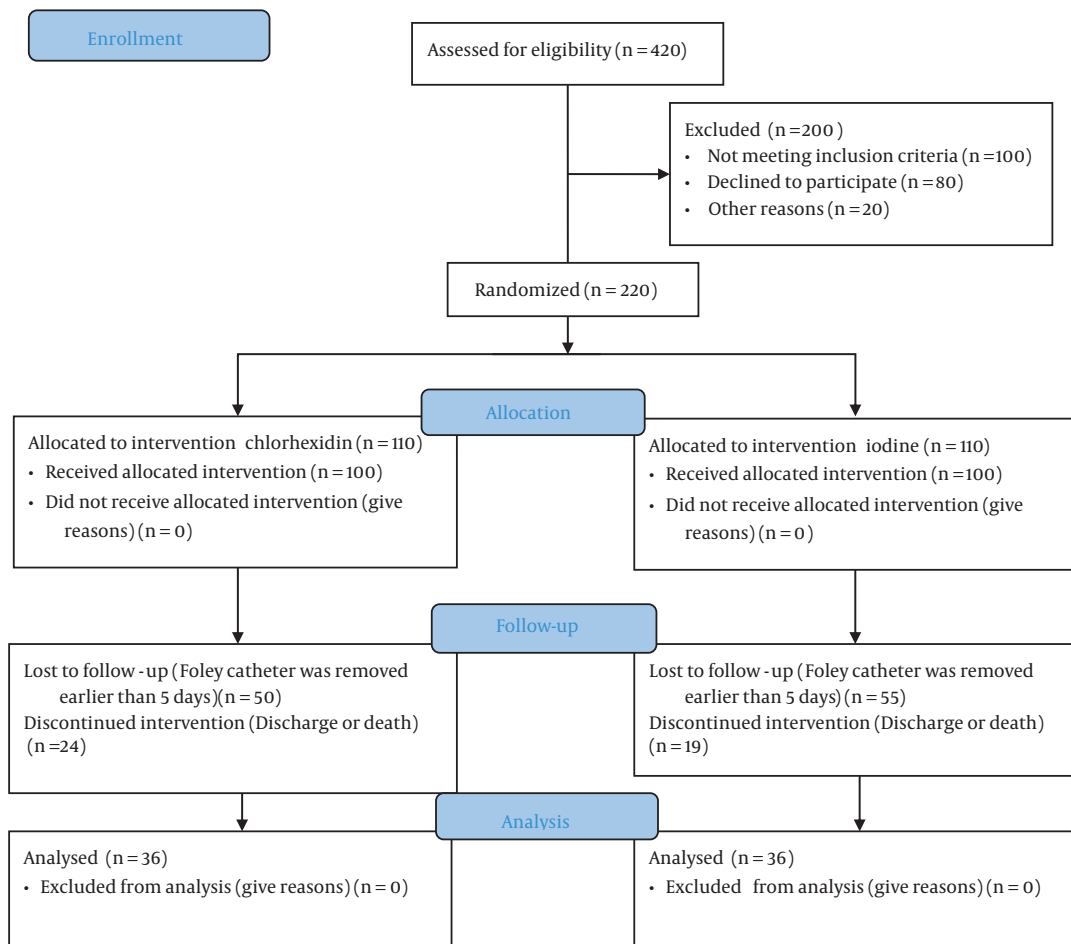 Enrollment
Assessed for eligibility (n = 420)
Excluded (n =200)
• Not meeting inclusion criteria (n =100)
• Declined to participate (n = 80)
• Other reasons (n = 20)
Randomized (n = 220)
Allocation
Allocated to intervention chlorhexidin (n = 110)
• Received allocated intervention (n = 100)
• Did not receive allocated intervention (give
reasons) (n = 0)
Allocated to intervention iodine (n = 110)
• Received allocated intervention (n =100)
• Did not receive allocated intervention (give
reasons) (n = 0)
Follow-up
Lost to follow -up (Foley catheter was removed
earlier than 5 days)(n = 50)
Discontinued intervention (Discharge or death)
(n =24)
Lost to follow -up (Foley catheter was removed
earlier than 5 days) (n = 55)
Discontinued intervention (Discharge or death)
(n = 19)
Analysis
Analysed (n = 36)
• Excluded from analysis (give reasons) (n = 0)
Analysed (n = 36)
• Excluded from analysis (give reasons) (n = 0)